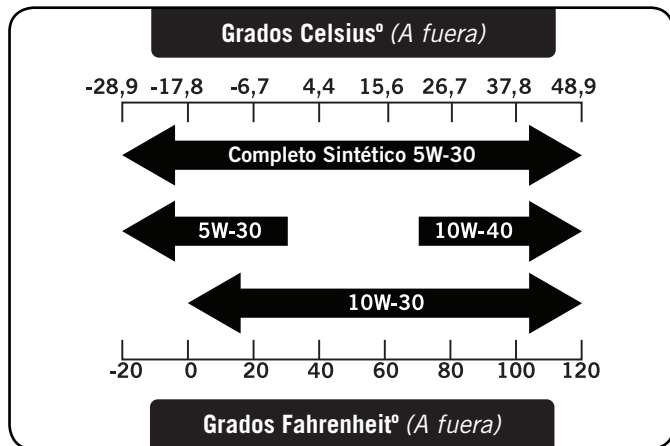 Grados Celsiusº (A fuera)
-28,9 -17,8 -6,7 4,4 15,6 26,7 37,8 48,9
Completo Sintético 5W-30
5W-30 10W-40
10W-30
-20 0 20 40 60 80 100 120
Grados Fahrenheitº (A fuera)